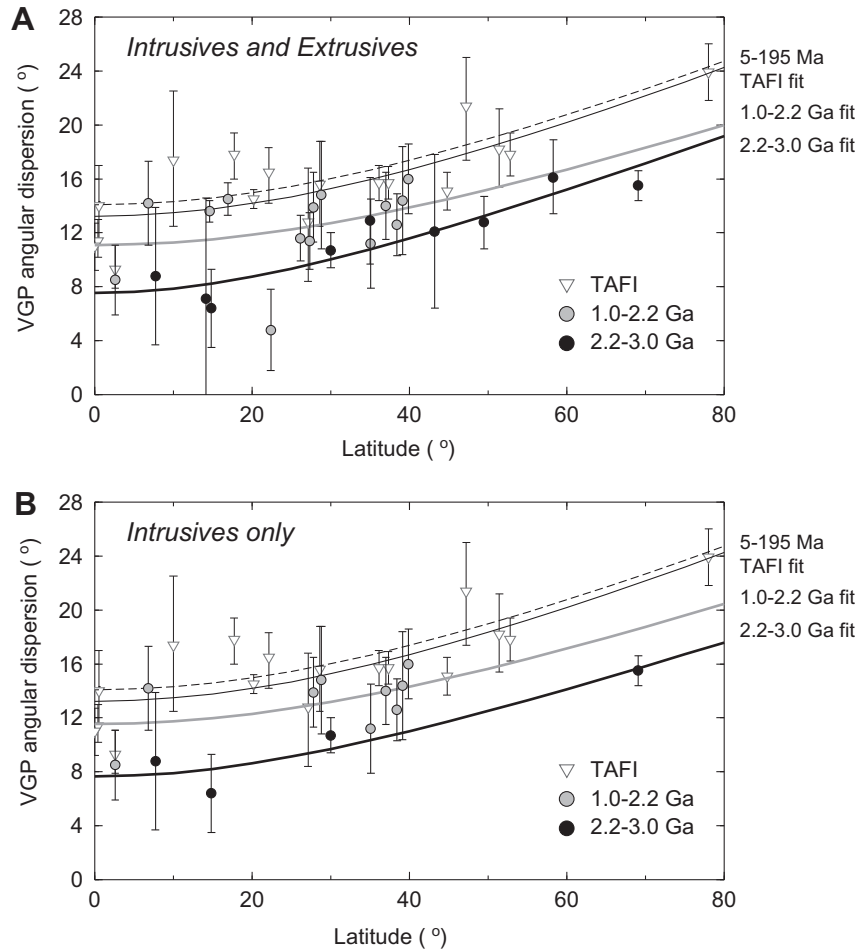 A
Intrusives and Extrusives
VGP angular dispersion ( º)
28
24
20
16
12
8
4
0
0 20 40 60 80
Latitude ( º)
5-195 Ma
TAFI fit
1.0-2.2 Ga fit
2.2-3.0 Ga fit
TAFI
1.0-2.2 Ga
2.2-3.0 Ga
B
Intrusives only
VGP angular dispersion ( º)
28
24
20
16
12
8
4
0
0 20 40 60 80
Latitude ( º)
5-195 Ma
TAFI fit
1.0-2.2 Ga fit
2.2-3.0 Ga fit
TAFI
1.0-2.2 Ga
2.2-3.0 Ga